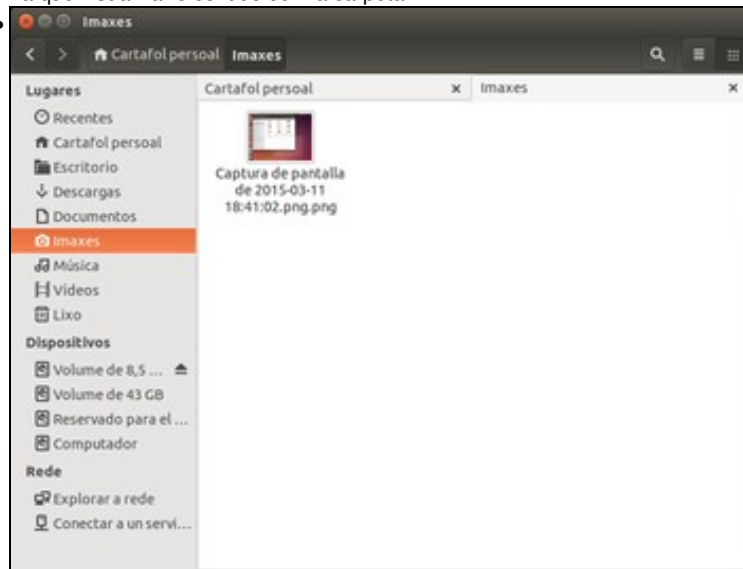 Imaxes
Cartafol persoal Imaxes
Lugares
Recentes
Cartafol persoal
Escritorio
Descargas
Documentos
Imaxes
Música
Vídeos
Lixo
Dispositivos
Volume de 8,5 ...
Volume de 43 GB
Reservado para el ...
Computador
Rede
Explorar a rede
Conectar a un servi...
Cartafol persoal
Imaxes
Captura de pantalla
de 2015-03-11
18:41:02.png.png